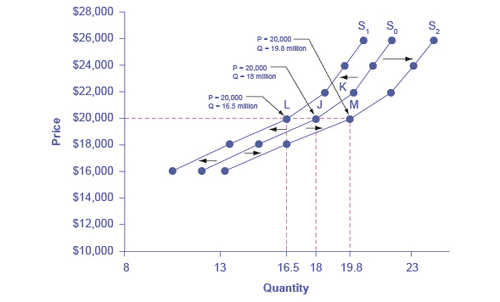 $28,000
$26,000
$24,000
$22,000
$20,000
$18,000
$14,000
$14,000
$12,000
$10,000
Price
S1 S0 S2
P = 20,000
Q = 19.8 million
P = 20,000
Q = 18 million
P = 20,000
Q = 16.5 million
K
L J M
8 13 16.5 18 19.8 23
Quantity